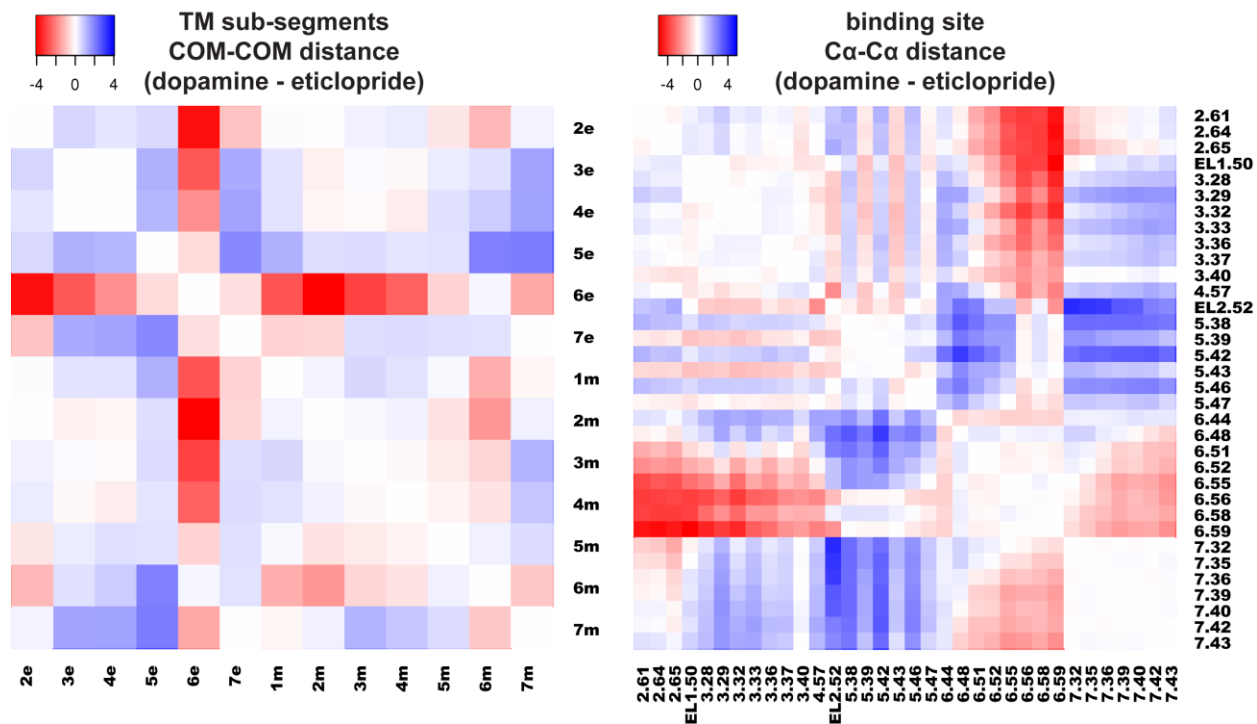 TM sub-segments
COM-COM distance
(dopamine - eticlopride)
-4 0 4
2e
3e
4e
5e
6e
7e
1m
2m
3m
4m
5m
6m
7m
2e 3e 4e 5e 6e 7e 1m 2m 3m 4m 5m 6m 7m
binding site
Cα-Cα distance
(dopamine - eticlopride)
-4 0 4
2.61
2.64
2.65
EL1.50
3.28
3.29
3.32
3.33
3.36
3.37
3.40
4.57
EL2.52
5.38
5.39
5.42
5.43
5.46
5.47
6.44
6.48
6.51
6.52
6.55
6.56
6.58
6.59
7.32
7.35
7.36
7.39
7.40
7.42
7.43
2.61 2.64 2.65 EL1.50 3.28 3.29 3.32 3.33 3.36 3.37 3.40 4.57 EL2.52 5.38 5.39 5.42 5.43 5.46 5.47 6.44 6.48 6.51 6.52 6.55 6.56 6.58 6.59 7.32 7.35 7.36 7.39 7.40 7.42 7.43